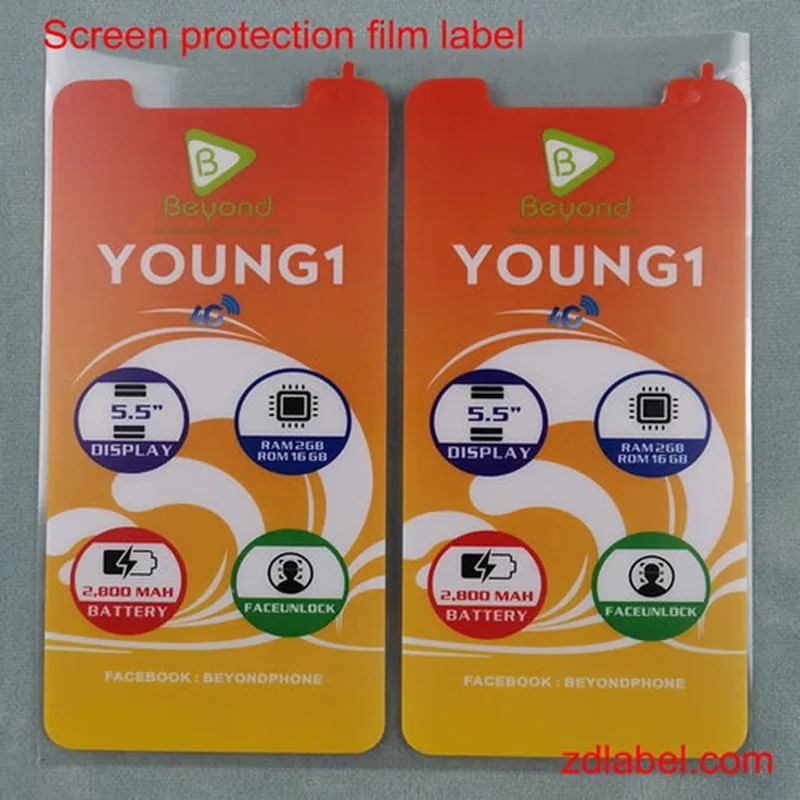 Screen protection film label
B
Beyond
YOUNG1
4G
5.5"
DISPLAY
RAM 2GB
ROM 16 GB
2,800 MAH
BATTERY
FACEUNLOCK
FACEBOOK : BEYONDPHONE
B
Beyond
YOUNG1
4G
5.5"
DISPLAY
RAM 2GB
ROM 16 GB
2,800 MAH
BATTERY
FACEUNLOCK
FACEBOOK : BEYONDPHONE
zdlabel.com